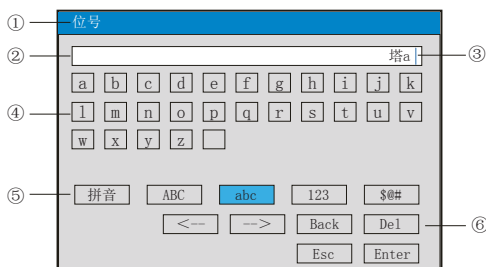 ① 位号
② 塔a ③
a b c d e f g h i j k
④ l m n o p q r s t u v
w x y z
⑤ 拼音 ABC abc 123 $@#
<-- --> Back Del ⑥
Esc Enter